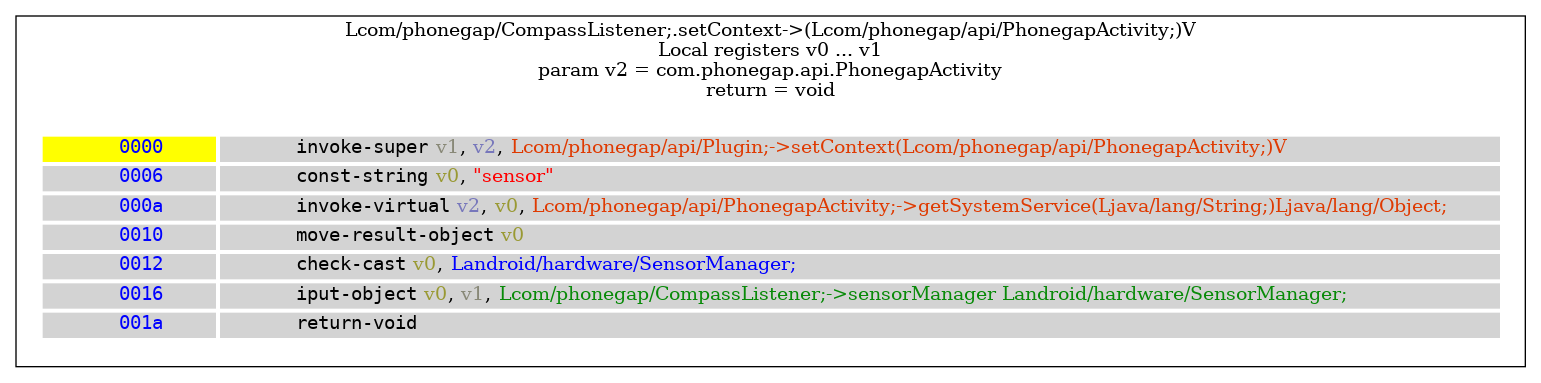 Lcom/phonegap/CompassListener;.setContext->(Lcom/phonegap/api/PhonegapActivity;)V
Local registers v0 ... v1
param v2 = com.phonegap.api.PhonegapActivity
return = void
0000 invoke-super v1, v2, Lcom/phonegap/api/Plugin;->setContext(Lcom/phonegap/api/PhonegapActivity;)V
0006 const-string v0, "sensor"
000a invoke-virtual v2, v0, Lcom/phonegap/api/PhonegapActivity;->getSystemService(Ljava/lang/String;)Ljava/lang/Object;
0010 move-result-object v0
0012 check-cast v0, Landroid/hardware/SensorManager;
0016 iput-object v0, v1, Lcom/phonegap/CompassListener;->sensorManager Landroid/hardware/SensorManager;
001a return-void